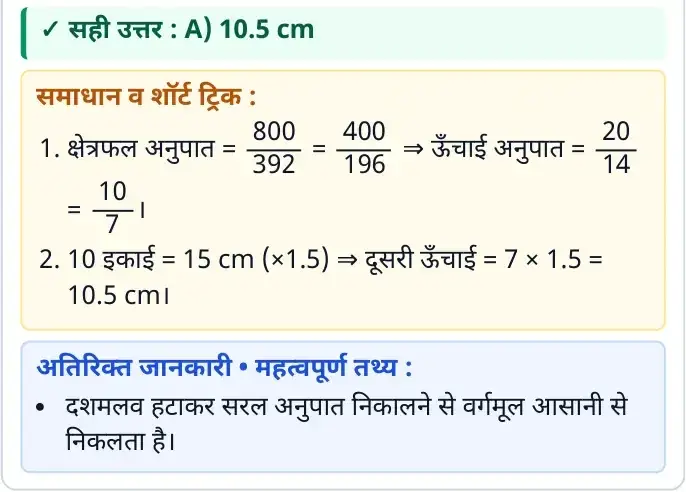 ✓ सही उत्तर : A) 10.5 cm
समाधान व शॉर्ट ट्रिक :
1. क्षेत्रफल अनुपात = 800/392 = 400/196 ⇒ ऊँचाई अनुपात = 20/14
= 10/7।
2. 10 इकाई = 15 cm (×1.5) ⇒ दूसरी ऊँचाई = 7 × 1.5 =
10.5 cm।
अतिरिक्त जानकारी • महत्वपूर्ण तथ्य :
• दशमलव हटाकर सरल अनुपात निकालने से वर्गमूल आसानी से
निकलता है।